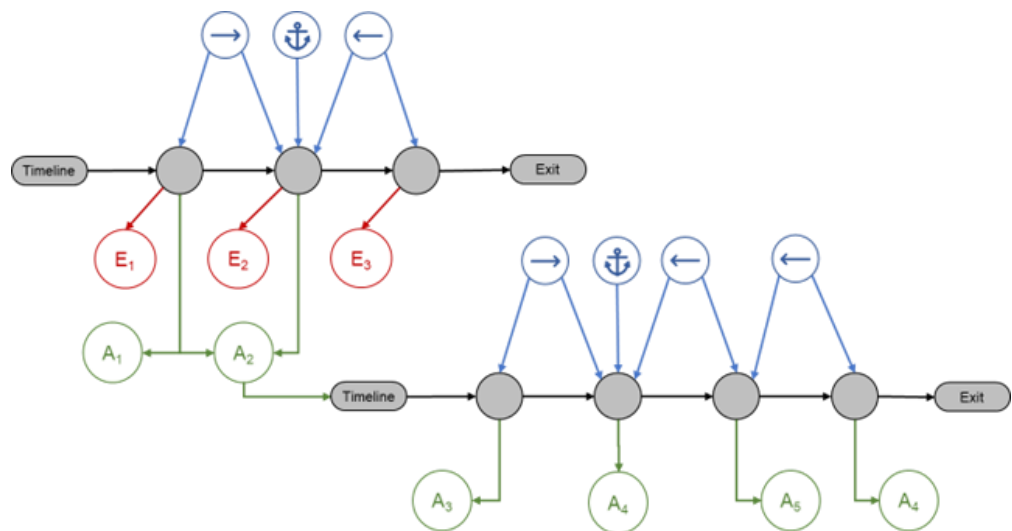 Timeline
Exit
E₁
E₂
E₃
A₁
A₂
Timeline
Exit
A₃
A₄
A₅
A₄